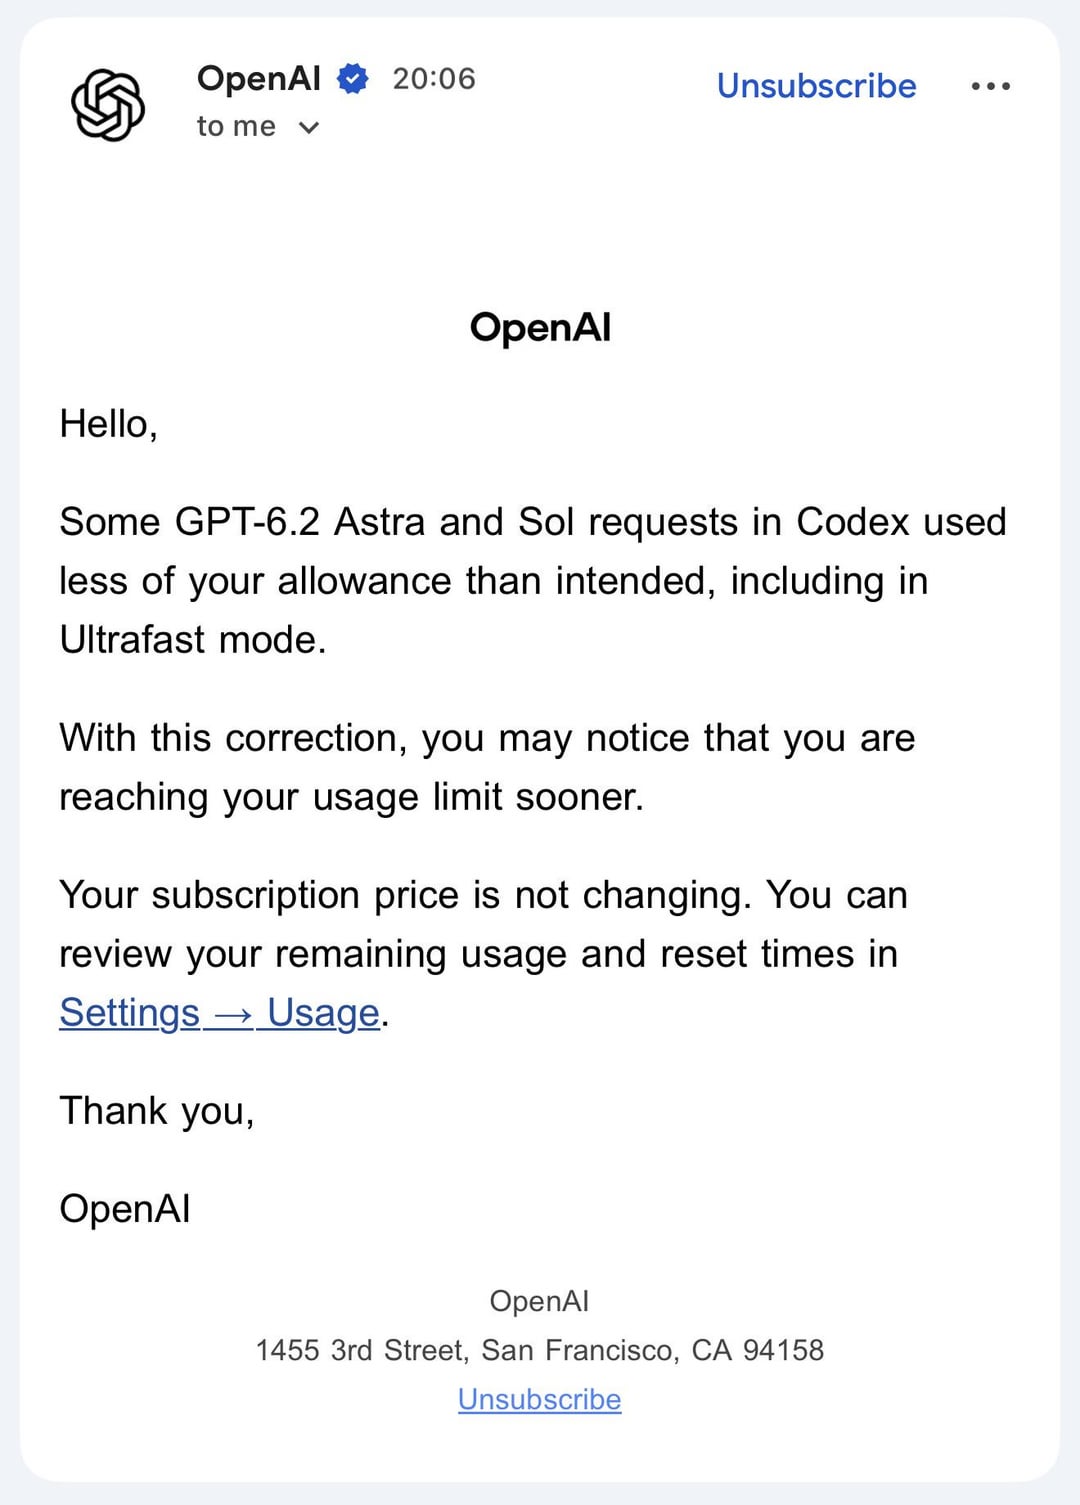 OpenAI 20:06
Unsubscribe
to me
OpenAI
Hello,
Some GPT-6.2 Astra and Sol requests in Codex used
less of your allowance than intended, including in
Ultrafast mode.
With this correction, you may notice that you are
reaching your usage limit sooner.
Your subscription price is not changing. You can
review your remaining usage and reset times in
Settings → Usage.
Thank you,
OpenAI
OpenAI
1455 3rd Street, San Francisco, CA 94158
Unsubscribe